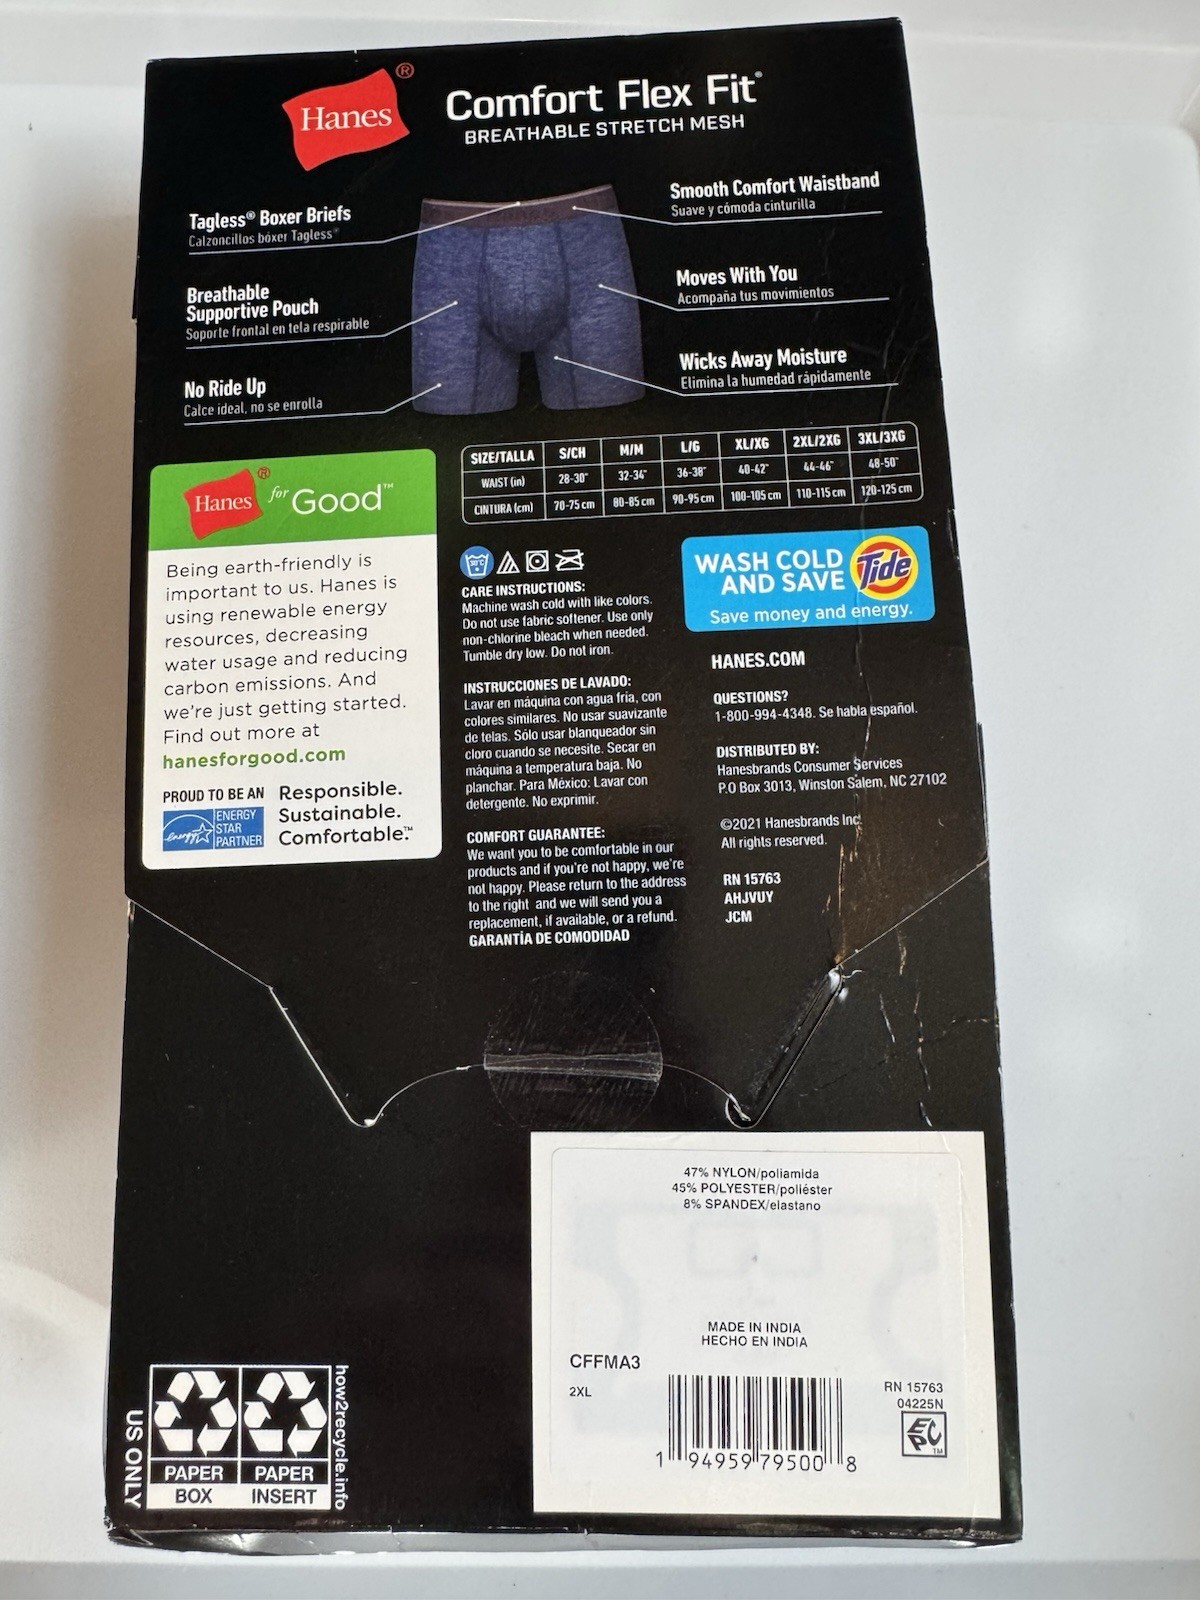 Hanes®
Comfort Flex Fit®
BREATHABLE STRETCH MESH
Tagless® Boxer Briefs
Calzoncillos bóxer Tagless®
Breathable
Supportive Pouch
Soporte frontal en tela respirable
No Ride Up
Calce ideal, no se enrolla
Smooth Comfort Waistband
Suave y cómoda cinturilla
Moves With You
Acompaña tus movimientos
Wicks Away Moisture
Elimina la humedad rápidamente
SIZE/TALLA S/CH M/M L/G XL/XG 2XL/2XG 3XL/3XG
WAIST (in) 28-30" 32-34" 36-38" 40-42" 44-46" 48-50"
CINTURA (cm) 70-75 cm 80-85 cm 90-95 cm 100-105 cm 110-115 cm 120-125 cm
Hanes® for Good™
Being earth-friendly is
important to us. Hanes is
using renewable energy
resources, decreasing
water usage and reducing
carbon emissions. And
we're just getting started.
Find out more at
hanesforgood.com
PROUD TO BE AN
energy
ENERGY
STAR
PARTNER
Responsible.
Sustainable.
Comfortable.™
30°C
CARE INSTRUCTIONS:
Machine wash cold with like colors.
Do not use fabric softener. Use only
non-chlorine bleach when needed.
Tumble dry low. Do not iron.
INSTRUCCIONES DE LAVADO:
Lavar en máquina con agua fría, con
colores similares. No usar suavizante
de telas. Sólo usar blanqueador sin
cloro cuando se necesite. Secar en
máquina a temperatura baja. No
planchar. Para México: Lavar con
detergente. No exprimir.
COMFORT GUARANTEE:
We want you to be comfortable in our
products and if you're not happy, we're
not happy. Please return to the address
to the right and we will send you a
replacement, if available, or a refund.
GARANTÍA DE COMODIDAD
WASH COLD
AND SAVE
Tide
Save money and energy.
HANES.COM
QUESTIONS?
1-800-994-4348. Se habla español.
DISTRIBUTED BY:
Hanesbrands Consumer Services
P.O Box 3013, Winston Salem, NC 27102
©2021 Hanesbrands Inc.
All rights reserved.
RN 15763
AHJVUY
JCM
47% NYLON/poliamida
45% POLYESTER/poliéster
8% SPANDEX/elastano
MADE IN INDIA
HECHO EN INDIA
CFFMA3
2XL
RN 15763
04225N
EPC™
1 94959 79500 8
US ONLY
PAPER
BOX
PAPER
INSERT
how2recycle.info